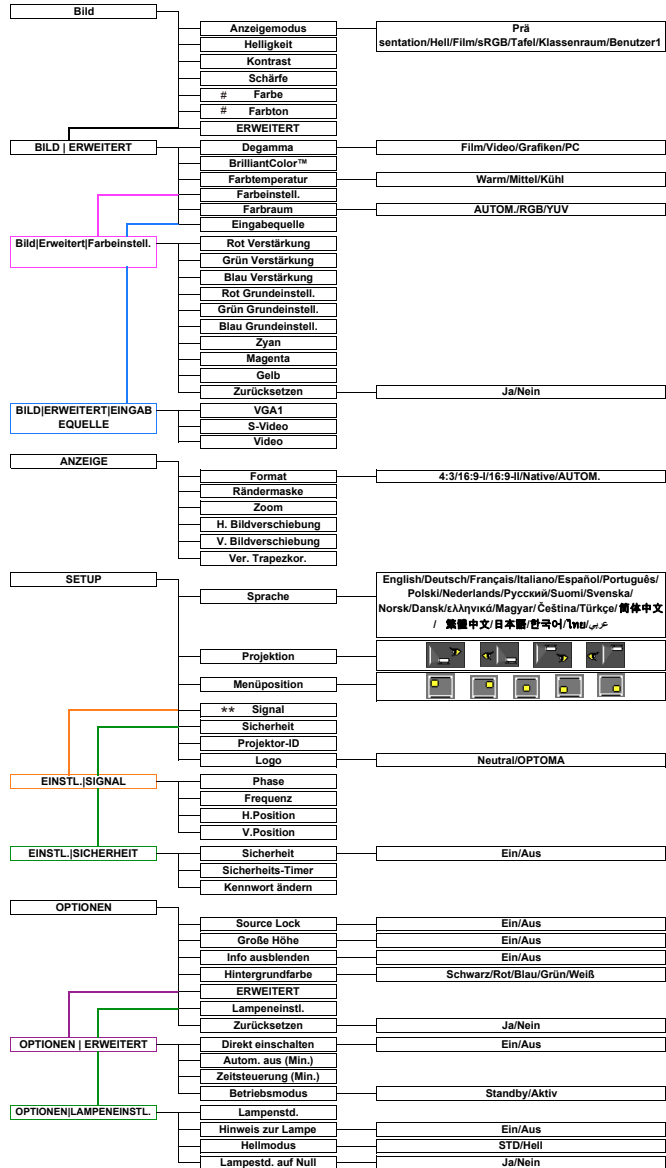 Bild
Anzeigemodus
Prä
sentation/Hell/Film/sRGB/Tafel/Klassenraum/Benutzer1
Helligkeit
Kontrast
Schärfe
# Farbe
# Farbton
ERWEITERT
BILD | ERWEITERT
Degamma
Film/Video/Grafiken/PC
BrilliantColor™
Farbtemperatur
Warm/Mittel/Kühl
Farbeinstell.
Farbraum
AUTOM./RGB/YUV
Eingabequelle
Bild|Erweitert|Farbeinstell.
Rot Verstärkung
Grün Verstärkung
Blau Verstärkung
Rot Grundeinstell.
Grün Grundeinstell.
Blau Grundeinstell.
Zyan
Magenta
Gelb
Zurücksetzen
Ja/Nein
BILD|ERWEITERT|EINGAB
EQUELLE
VGA1
S-Video
Video
ANZEIGE
Format
4:3/16:9-I/16:9-II/Native/AUTOM.
Rändermaske
Zoom
H. Bildverschiebung
V. Bildverschiebung
Ver. Trapezkor.
SETUP
Sprache
English/Deutsch/Français/Italiano/Español/Português/
Polski/Nederlands/Русский/Suomi/Svenska/
Norsk/Dansk/ελληνικά/Magyar/Čeština/Türkçe/简体中文
/ 繁體中文/日本語/한국어/ไทย/عربي
Projektion
Menüposition
** Signal
Sicherheit
Projektor-ID
Logo
Neutral/OPTOMA
EINSTL.|SIGNAL
Phase
Frequenz
H.Position
V.Position
EINSTL.|SICHERHEIT
Sicherheit
Ein/Aus
Sicherheits-Timer
Kennwort ändern
OPTIONEN
Source Lock
Ein/Aus
Große Höhe
Ein/Aus
Info ausblenden
Ein/Aus
Hintergrundfarbe
Schwarz/Rot/Blau/Grün/Weiß
ERWEITERT
Lampeneinstl.
Zurücksetzen
Ja/Nein
OPTIONEN | ERWEITERT
Direkt einschalten
Ein/Aus
Autom. aus (Min.)
Zeitsteuerung (Min.)
Betriebsmodus
Standby/Aktiv
OPTIONEN|LAMPENEINSTL.
Lampenstd.
Hinweis zur Lampe
Ein/Aus
Hellmodus
STD/Hell
Lampestd. auf Null
Ja/Nein